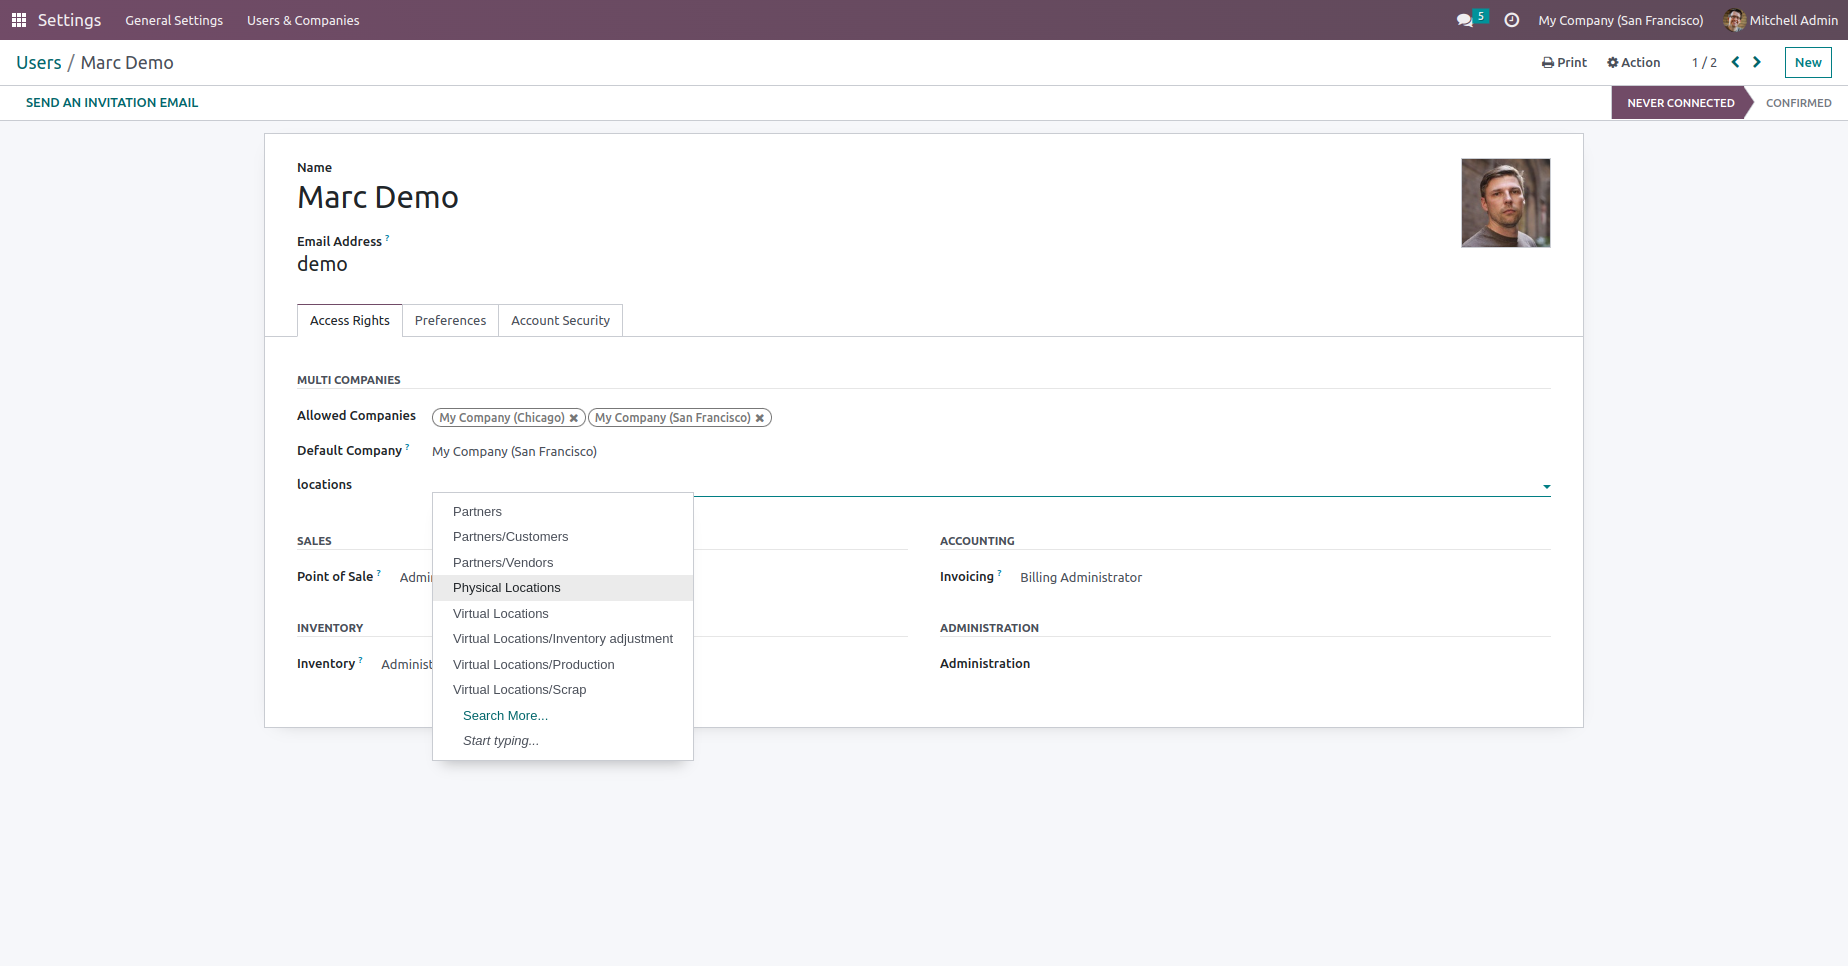 Settings General Settings Users & Companies 5 My Company (San Francisco) Mitchell Admin
Users / Marc Demo Print Action 1 / 2 New
SEND AN INVITATION EMAIL NEVER CONNECTED CONFIRMED
Name
Marc Demo
Email Address ?
demo
Access Rights Preferences Account Security
MULTI COMPANIES
Allowed Companies My Company (Chicago) ✖ My Company (San Francisco) ✖
Default Company ? My Company (San Francisco)
locations
Partners
Partners/Customers
Partners/Vendors
Physical Locations
Virtual Locations
Virtual Locations/Inventory adjustment
Virtual Locations/Production
Virtual Locations/Scrap
Search More...
Start typing...
SALES
Point of Sale ? Admi
ACCOUNTING
Invoicing ? Billing Administrator
INVENTORY
Inventory ? Administ
ADMINISTRATION
Administration